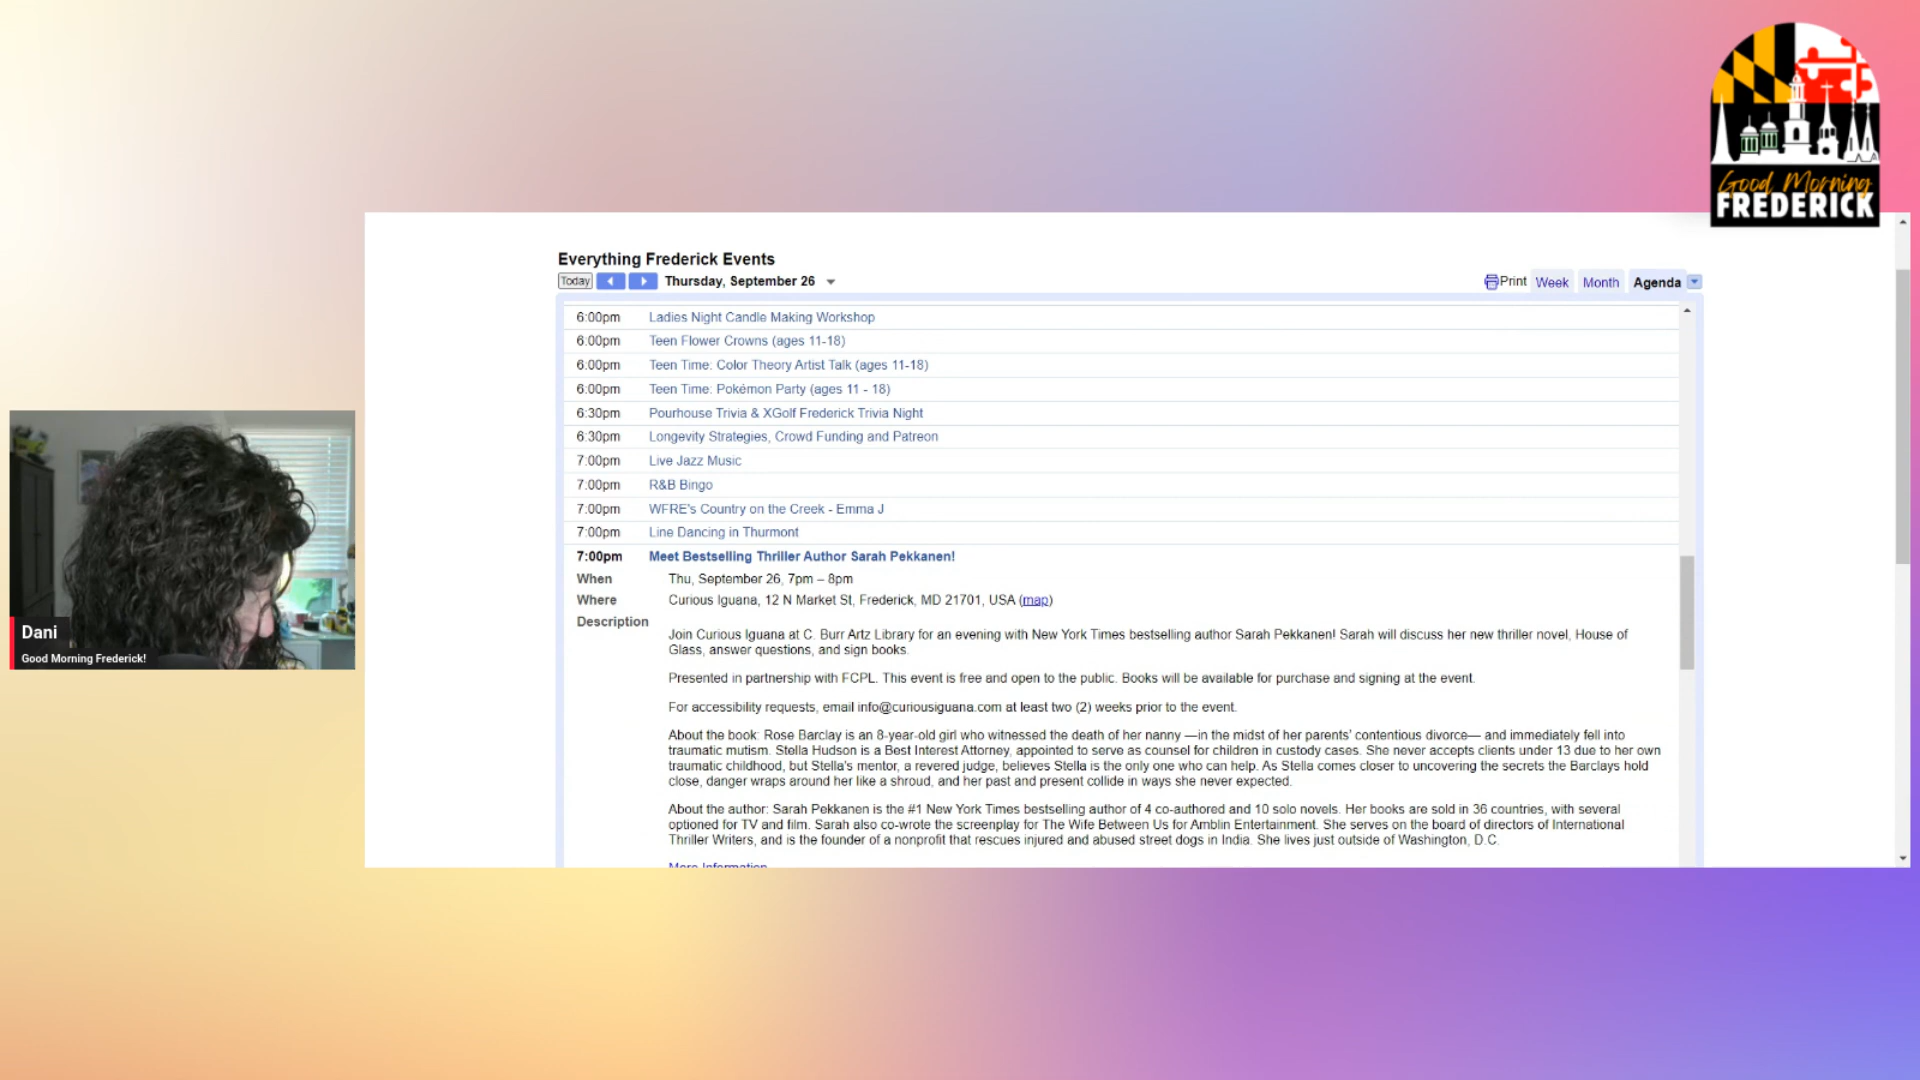 Good Morning
FREDERICK
Everything Frederick Events
Today Thursday, September 26 Print Week Month Agenda
6:00pm Ladies Night Candle Making Workshop
6:00pm Teen Flower Crowns (ages 11-18)
6:00pm Teen Time: Color Theory Artist Talk (ages 11-18)
6:00pm Teen Time: Pokémon Party (ages 11 - 18)
6:30pm Pourhouse Trivia & XGolf Frederick Trivia Night
6:30pm Longevity Strategies, Crowd Funding and Patreon
7:00pm Live Jazz Music
7:00pm R&B Bingo
7:00pm WFRE's Country on the Creek - Emma J
7:00pm Line Dancing in Thurmont
7:00pm Meet Bestselling Thriller Author Sarah Pekkanen!
When Thu, September 26, 7pm – 8pm
Where Curious Iguana, 12 N Market St, Frederick, MD 21701, USA (map)
Description
Join Curious Iguana at C. Burr Artz Library for an evening with New York Times bestselling author Sarah Pekkanen! Sarah will discuss her new thriller novel, House of
Glass, answer questions, and sign books.
Presented in partnership with FCPL. This event is free and open to the public. Books will be available for purchase and signing at the event.
For accessibility requests, email info@curiousiguana.com at least two (2) weeks prior to the event.
About the book: Rose Barclay is an 8-year-old girl who witnessed the death of her nanny —in the midst of her parents' contentious divorce— and immediately fell into
traumatic mutism. Stella Hudson is a Best Interest Attorney, appointed to serve as counsel for children in custody cases. She never accepts clients under 13 due to her own
traumatic childhood, but Stella's mentor, a revered judge, believes Stella is the only one who can help. As Stella comes closer to uncovering the secrets the Barclays hold
close, danger wraps around her like a shroud, and her past and present collide in ways she never expected.
About the author: Sarah Pekkanen is the #1 New York Times bestselling author of 4 co-authored and 10 solo novels. Her books are sold in 36 countries, with several
optioned for TV and film. Sarah also co-wrote the screenplay for The Wife Between Us for Amblin Entertainment. She serves on the board of directors of International
Thriller Writers, and is the founder of a nonprofit that rescues injured and abused street dogs in India. She lives just outside of Washington, D.C.
More Information
Dani
Good Morning Frederick!